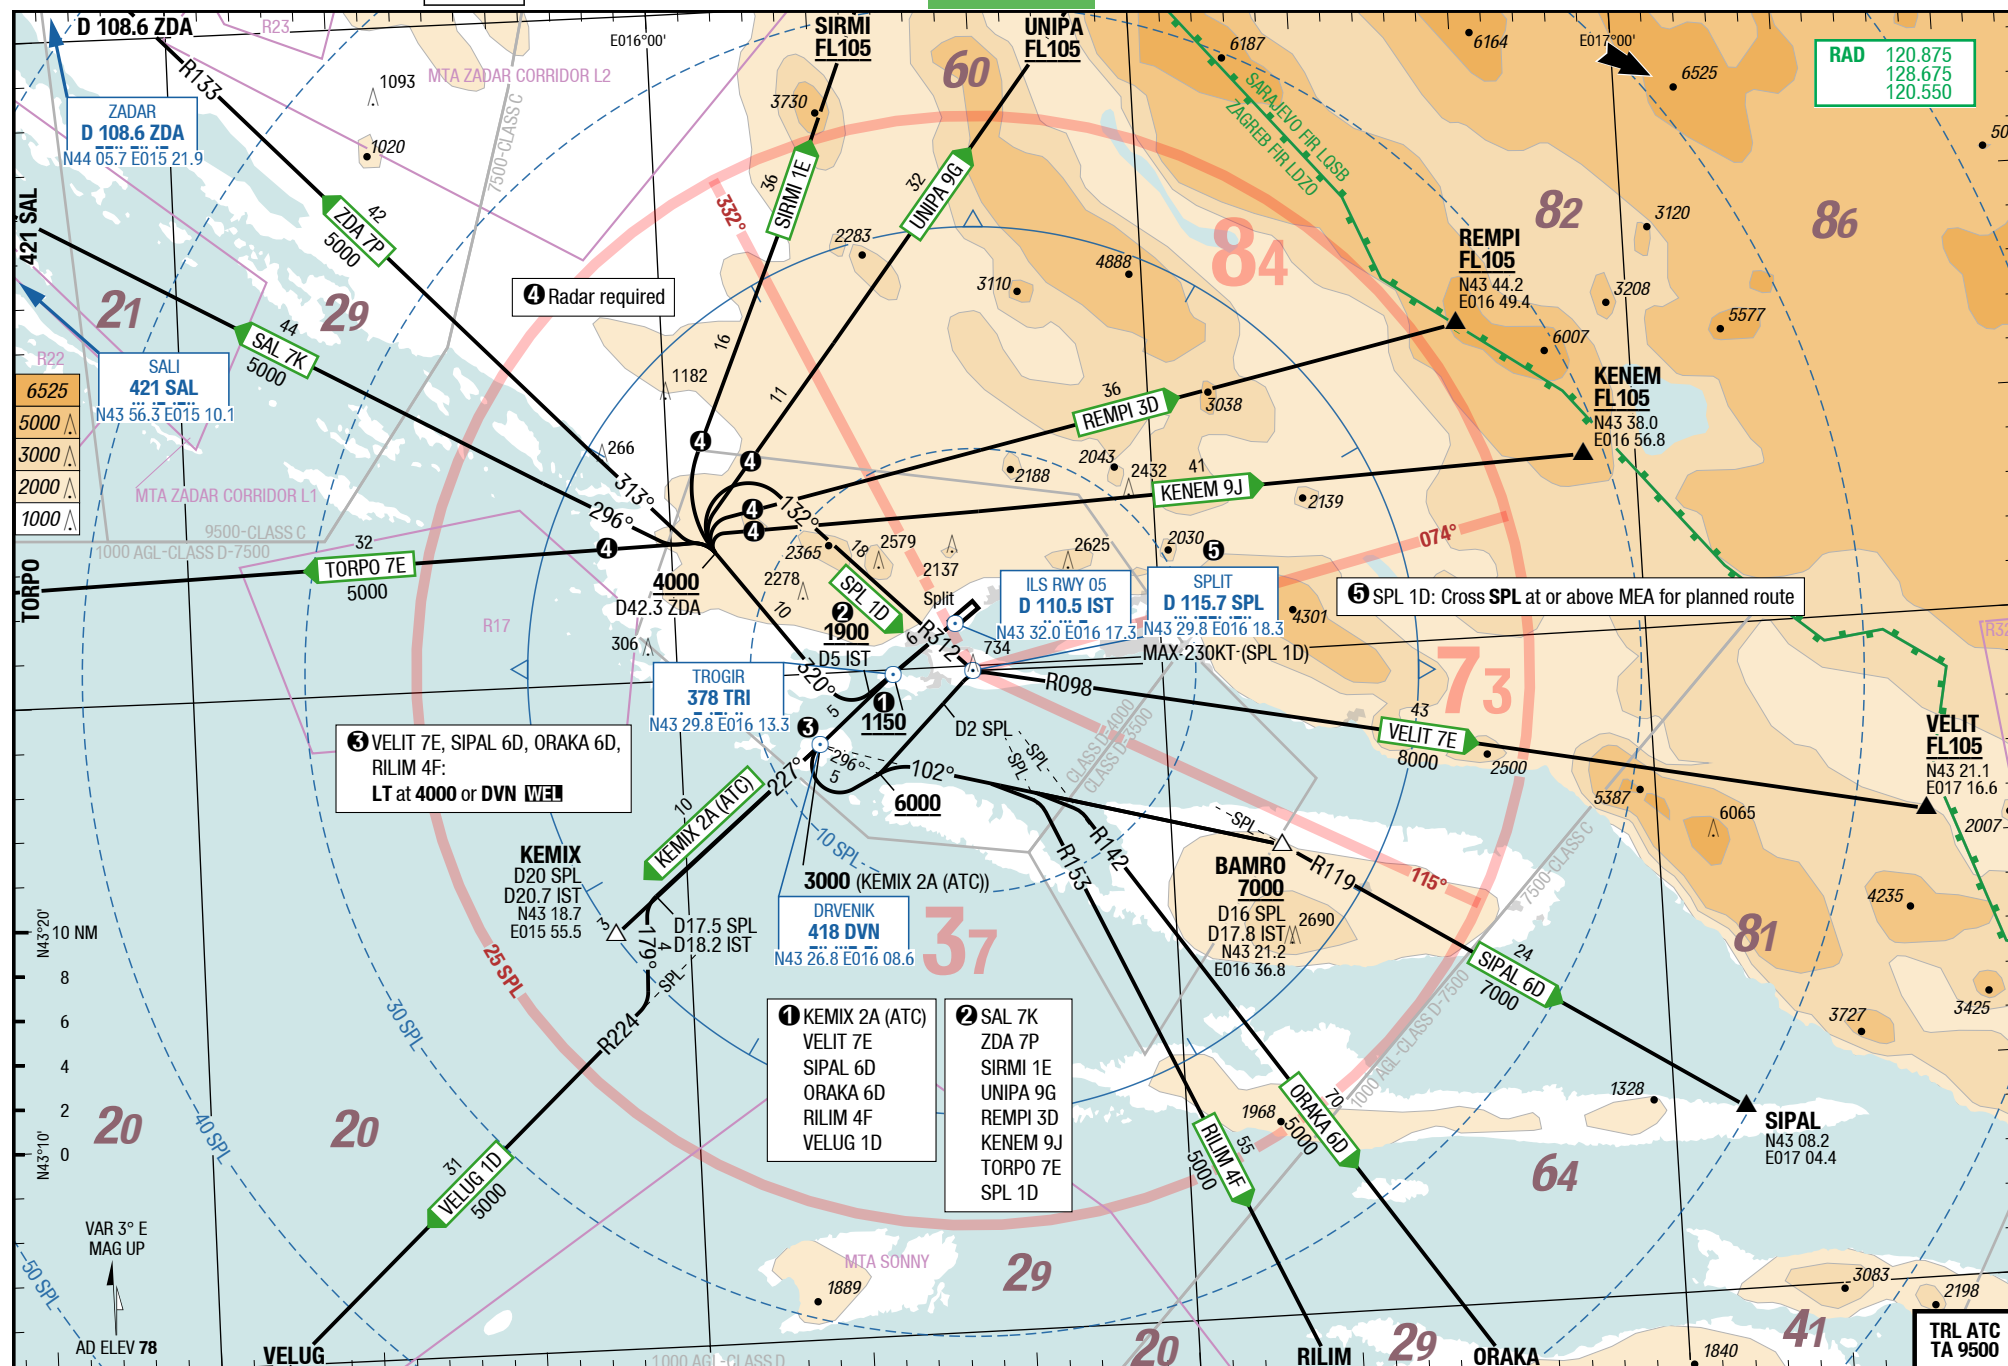 D 108.6 ZDA
R23
E016°00'
SIRMI
FL105
UNIPA
FL105
6187
6164
E017°00'
6525
RAD 120.875
128.675
120.550
R133
1093
MTA ZADAR CORRIDOR L2
7500-CLASS C
3730
60
SARAJEVO FIR LQSB
ZAGREB FIR LDZO
ZADAR
D 108.6 ZDA
N44 05.7 E015 21.9
1020
421 SAL
42
ZDA 7P
5000
332°
36
SIRMI 1E
32
UNIPA 9G
2283
3110
4888
84
82
3120
86
REMPI
FL105
N43 44.2
E016 49.4
3208
5577
6007
4 Radar required
21
29
44
SAL 7K
5000
R22
SALI
421 SAL
N43 56.3 E015 10.1
6525
5000
3000
2000
1000
16
1182
11
36
REMPI 3D
3038
KENEM
FL105
N43 38.0
E016 56.8
266
4
4
4
4
4
313°
296°
132°
2188
2043
2432
41
KENEM 9J
2139
MTA ZADAR CORRIDOR L1
9500-CLASS C
1000 AGL-CLASS D-7500
32
TORPO 7E
5000
TORPO
R17
4000
D42.3 ZDA
306
2365
18
2579
2278
2137
2625
2030
074°
5
10
SPL 1D
2
1900
D5 IST
6
R312
Split
ILS RWY 05
D 110.5 IST
N43 32.0 E016 17.3
SPLIT
D 115.7 SPL
N43 29.8 E016 18.3
4301
5 SPL 1D: Cross SPL at or above MEA for planned route
R32
734
MAX 230KT (SPL 1D)
TROGIR
378 TRI
N43 29.8 E016 13.3
320°
5
1
1150
R098
73
43
VELIT 7E
8000
2500
VELIT
FL105
N43 21.1
E017 16.6
2007
3 VELIT 7E, SIPAL 6D, ORAKA 6D,
RILIM 4F:
LT at 4000 or DVN WEL
3
D2 SPL
SPL
SPL
CLASS D-4000
CLASS D-3500
296°
5
102°
6000
227°
10
KEMIX 2A (ATC)
10 SPL
5387
6065
SPL
R142
R153
BAMRO
7000
D16 SPL
D17.8 IST
N43 21.2
E016 36.8
R119
115°
2690
7500-CLASS C
4235
81
KEMIX
D20 SPL
D20.7 IST
N43 18.7
E015 55.5
3000 (KEMIX 2A (ATC))
DRVENIK
418 DVN
N43 26.8 E016 08.6
37
3
D17.5 SPL
D18.2 IST
179°
4
SPL
R224
25 SPL
30 SPL
40 SPL
50 SPL
N43°20'
10 NM
8
6
4
2
0
N43°10'
24
SIPAL 6D
7000
3727
3425
1 KEMIX 2A (ATC)
VELIT 7E
SIPAL 6D
ORAKA 6D
RILIM 4F
VELUG 1D
2 SAL 7K
ZDA 7P
SIRMI 1E
UNIPA 9G
REMPI 3D
KENEM 9J
TORPO 7E
SPL 1D
20
20
31
VELUG 1D
5000
1968
70
ORAKA 6D
5000
1000 AGL-CLASS D-7500
55
RILIM 4F
5000
1328
SIPAL
N43 08.2
E017 04.4
64
VAR 3° E
MAG UP
AD ELEV 78
MTA SONNY
1889
29
20
29
41
3083
2198
1840
VELUG
1000 AGL-CLASS D
RILIM
ORAKA
TRL ATC
TA 9500